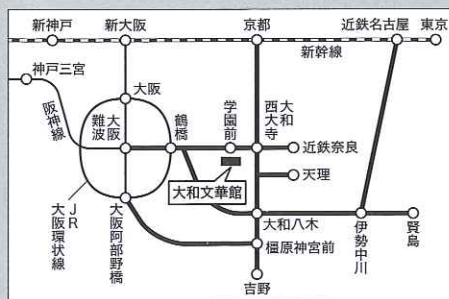 新神戸
新大阪
京都
近鉄名古屋
東京
新幹線
神戸三宮
大阪
阪神線
大阪難波
鶴橋
学園前
大和西大寺
近鉄奈良
天理
大和文華館
JR大阪環状線
大阪阿部野橋
大和八木
橿原神宮前
伊勢中川
賢島
吉野